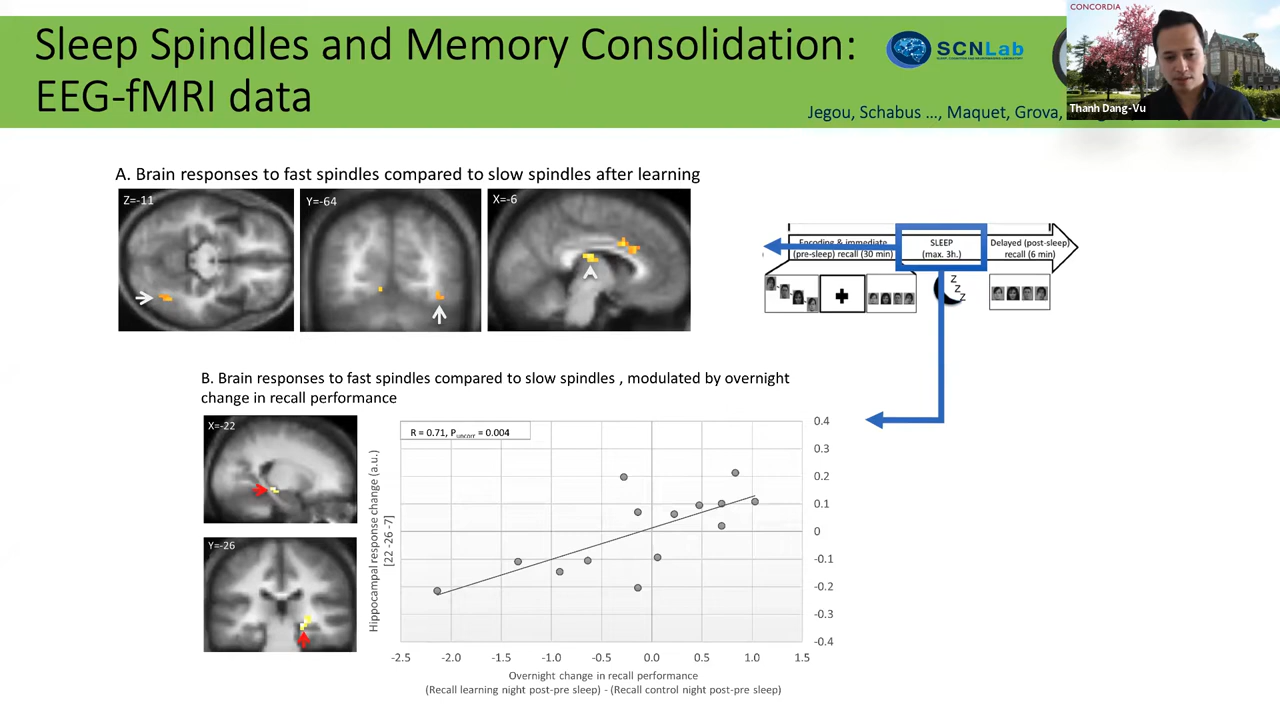 Sleep Spindles and Memory Consolidation:
EEG-fMRI data
SCNLab
CONCORDIA
Thanh Dang-Vu
Jegou, Schabus ..., Maquet, Grova,
A. Brain responses to fast spindles compared to slow spindles after learning
Z=-11
Y=-64
X=-6
Encoding & immediate
(pre-sleep) recall (30 min)
SLEEP
(max. 3h.)
Delayed (post-sleep)
recall (6 min)
Z
Z
Z
B. Brain responses to fast spindles compared to slow spindles , modulated by overnight
change in recall performance
X=-22
Y=-26
R = 0.71, Puncorr = 0.004
Hippocampal response change (a.u.)
[22 -26 -7]
0.4
0.3
0.2
0.1
0
-0.1
-0.2
-0.3
-0.4
-2.5 -2.0 -1.5 -1.0 -0.5 0.0 0.5 1.0 1.5
Overnight change in recall performance
(Recall learning night post-pre sleep) - (Recall control night post-pre sleep)